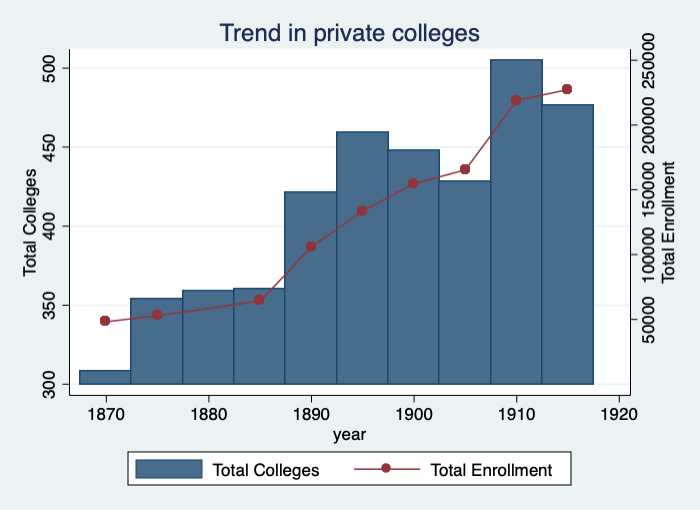 Trend in private colleges
Total Colleges
500
450
400
350
300
250000
200000
150000
100000
50000
Total Enrollment
1870 1880 1890 1900 1910 1920
year
Total Colleges Total Enrollment